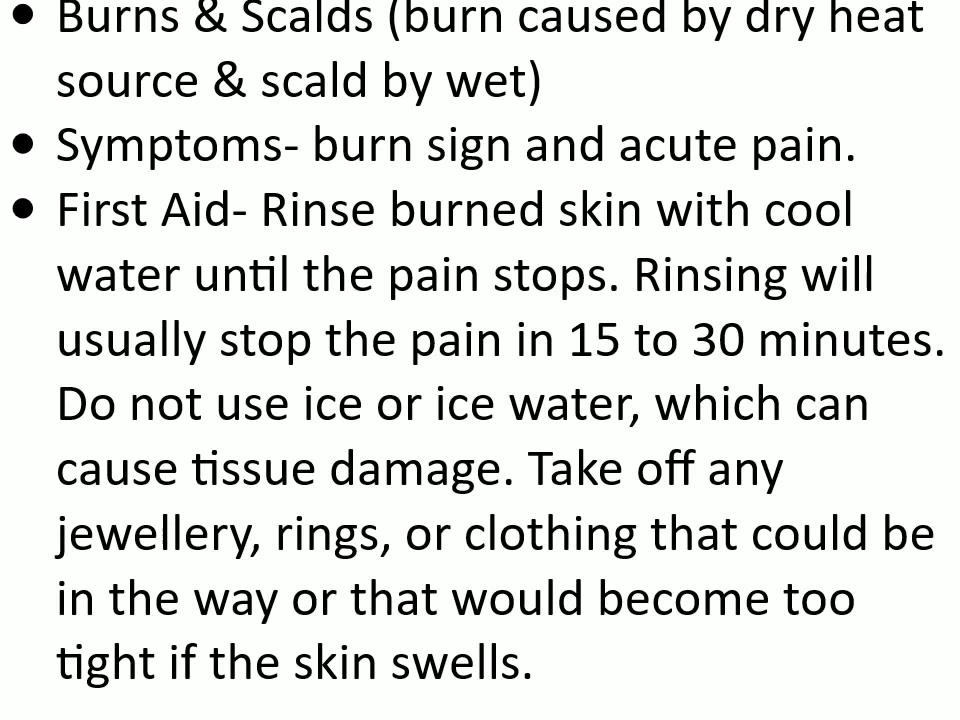 • Burns & Scalds (burn caused by dry heat
source & scald by wet)
• Symptoms- burn sign and acute pain.
• First Aid- Rinse burned skin with cool
water until the pain stops. Rinsing will
usually stop the pain in 15 to 30 minutes.
Do not use ice or ice water, which can
cause tissue damage. Take off any
jewellery, rings, or clothing that could be
in the way or that would become too
tight if the skin swells.